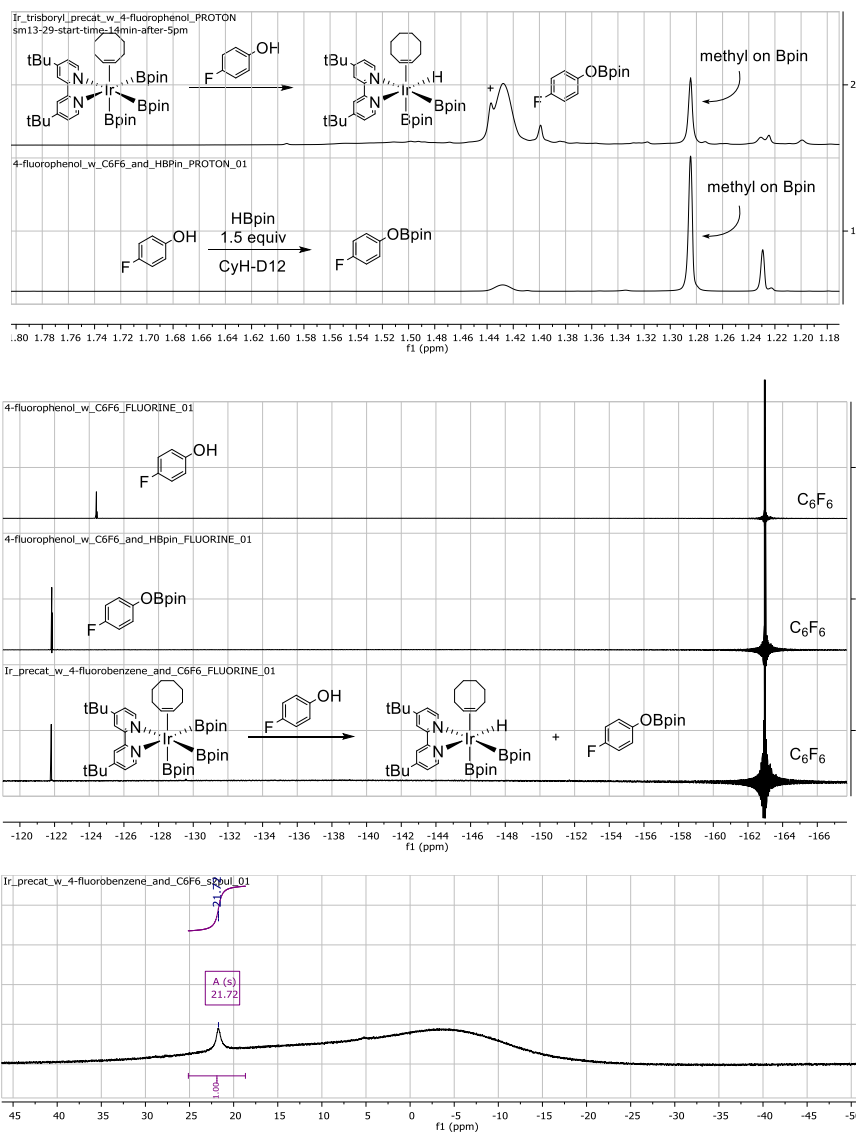 Ir_trisboryl_precat_w_4-fluorophenol_PROTON
sm13-29-start-time-14min-after-5pm
tBu
N
Ir
N
tBu
Bpin
Bpin
Bpin
F
OH
tBu
N
Ir
N
tBu
H
Bpin
Bpin
+
F
OBpin
methyl on Bpin
2
4-fluorophenol_w_C6F6_and_HBPin_PROTON_01
F
OH
HBpin
1.5 equiv
CyH-D12
F
OBpin
methyl on Bpin
1
1.80 1.78 1.76 1.74 1.72 1.70 1.68 1.66 1.64 1.62 1.60 1.58 1.56 1.54 1.52 1.50 1.48 1.46 1.44 1.42 1.40 1.38 1.36 1.34 1.32 1.30 1.28 1.26 1.24 1.22 1.20 1.18
f1 (ppm)
4-fluorophenol_w_C6F6_FLUORINE_01
F
OH
C6F6
4-fluorophenol_w_C6F6_and_HBpin_FLUORINE_01
F
OBpin
C6F6
Ir_precat_w_4-fluorobenzene_and_C6F6_FLUORINE_01
tBu
N
Ir
N
tBu
Bpin
Bpin
Bpin
F
OH
tBu
N
Ir
N
tBu
H
Bpin
Bpin
+
F
OBpin
C6F6
-120 -122 -124 -126 -128 -130 -132 -134 -136 -138 -140 -142 -144 -146 -148 -150 -152 -154 -156 -158 -160 -162 -164 -166
f1 (ppm)
Ir_precat_w_4-fluorobenzene_and_C6F6_s2pul_01
21.72
A (s)
21.72
1.00
45 40 35 30 25 20 15 10 5 0 -5 -10 -15 -20 -25 -30 -35 -40 -45 -50
f1 (ppm)